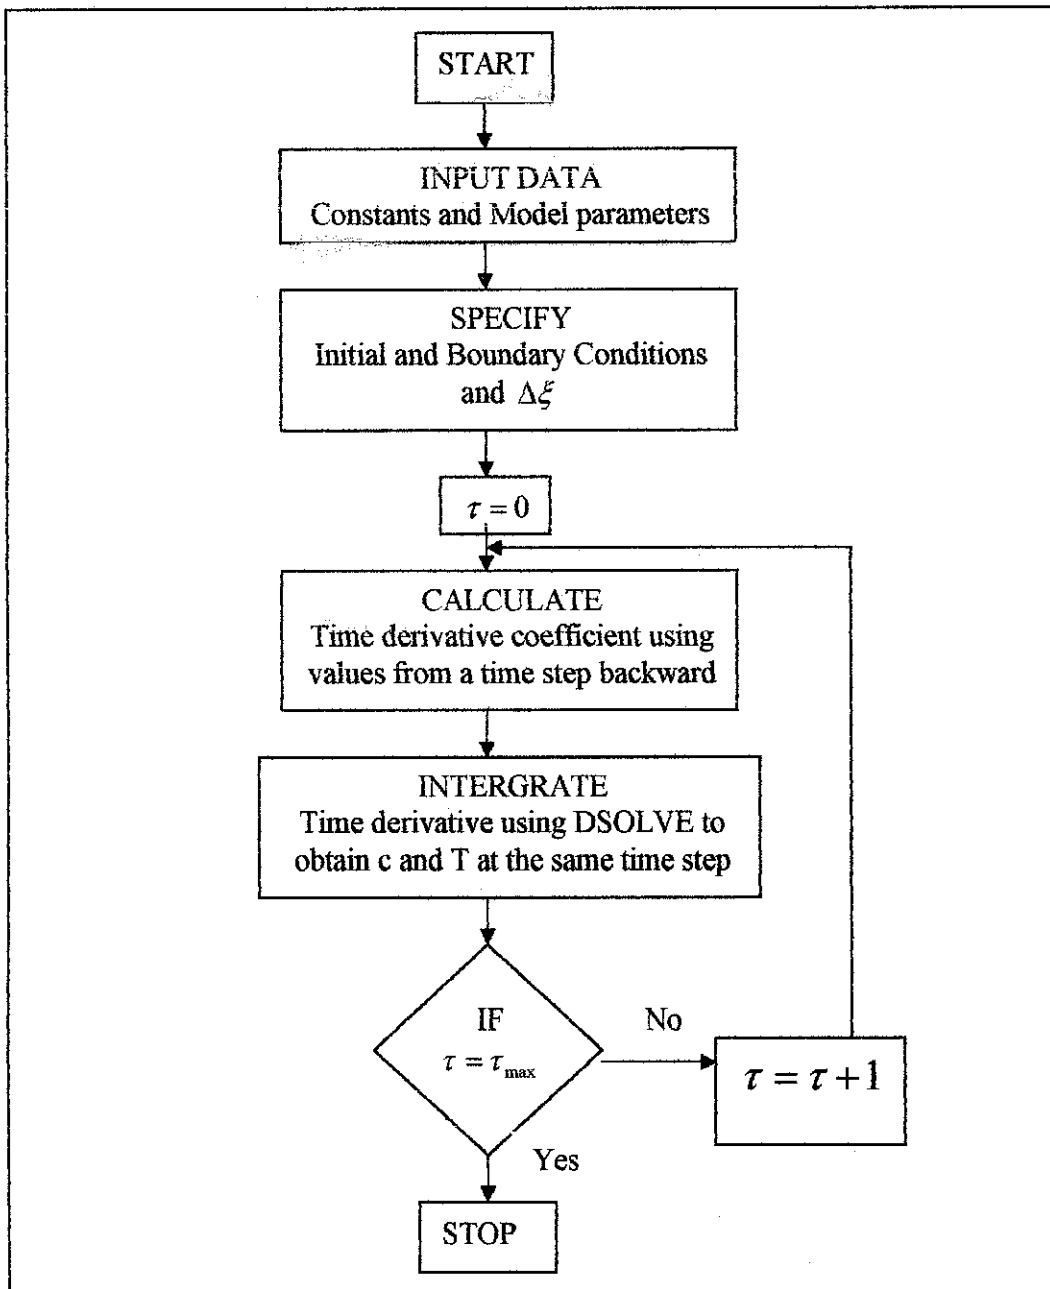 START
INPUT DATA
Constants and Model parameters
SPECIFY
Initial and Boundary Conditions
and Δξ
τ = 0
CALCULATE
Time derivative coefficient using
values from a time step backward
INTERGRATE
Time derivative using DSOLVE to
obtain c and T at the same time step
IF
τ = τmax
No
τ = τ + 1
Yes
STOP